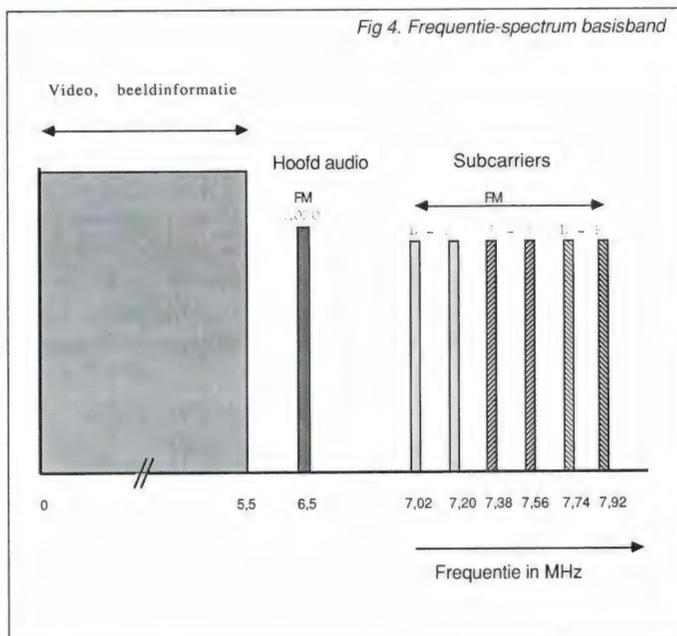 Fig 4. Frequentie-spectrum basisband
Video, beeldinformatie
Hoofd audio
Subcarriers
FM
FM
0
5,5
6,5
7,02
7,20
7,38
7,56
7,74
7,92
Frequentie in MHz